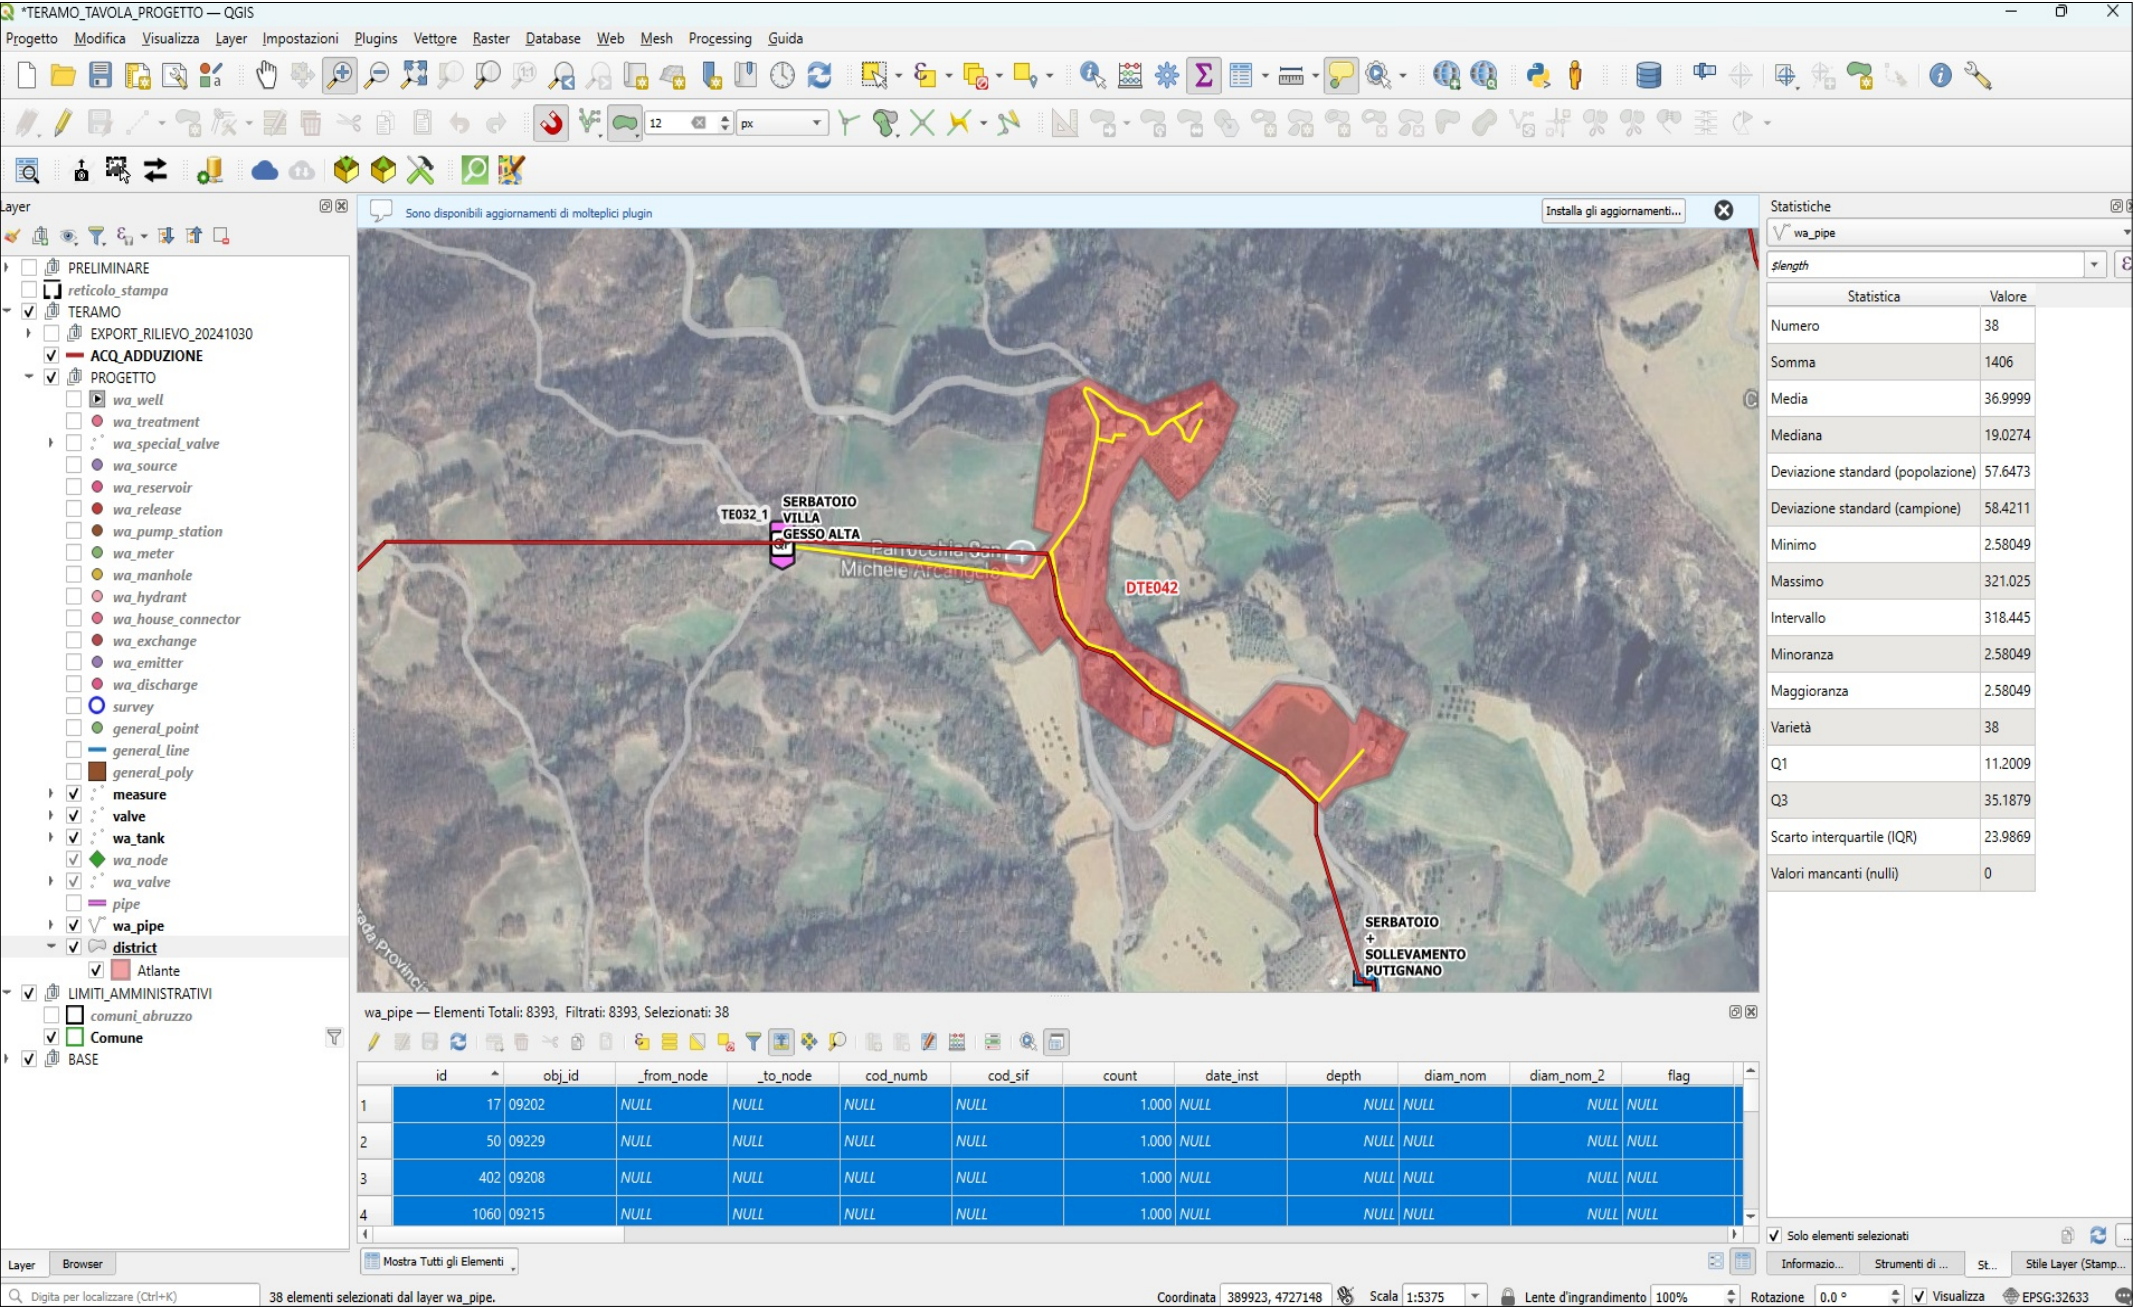 *TERAMO_TAVOLA_PROGETTO — QGIS
Progetto Modifica Visualizza Layer Impostazioni Plugins Vettore Raster Database Web Mesh Processing Guida
12 px
Layer
PRELIMINARE
reticolo_stampa
TERAMO
EXPORT_RILIEVO_20241030
ACQ_ADDUZIONE
PROGETTO
wa_well
wa_treatment
wa_special_valve
wa_source
wa_reservoir
wa_release
wa_pump_station
wa_meter
wa_manhole
wa_hydrant
wa_house_connector
wa_exchange
wa_emitter
wa_discharge
survey
general_point
general_line
general_poly
measure
valve
wa_tank
wa_node
wa_valve
pipe
wa_pipe
district
Atlante
LIMITI_AMMINISTRATIVI
comuni_abruzzo
Comune
BASE
Layer Browser
Digita per localizzare (Ctrl+K)
Sono disponibili aggiornamenti di molteplici plugin Installa gli aggiornamenti...
TE032_1
SERBATOIO
VILLA
GESSO ALTA
Parrocchia San
Michele Arcangelo
DTE042
SERBATOIO
+
SOLLEVAMENTO
PUTIGNANO
wa_pipe — Elementi Totali: 8393, Filtrati: 8393, Selezionati: 38
id obj_id _from_node _to_node cod_numb cod_sif count date_inst depth diam_nom diam_nom_2 flag
1 17 09202 NULL NULL NULL NULL 1.000 NULL NULL NULL NULL NULL
2 50 09229 NULL NULL NULL NULL 1.000 NULL NULL NULL NULL NULL
3 402 09208 NULL NULL NULL NULL 1.000 NULL NULL NULL NULL NULL
4 1060 09215 NULL NULL NULL NULL 1.000 NULL NULL NULL NULL NULL
Mostra Tutti gli Elementi
Statistiche
wa_pipe
$length
Statistica Valore
Numero 38
Somma 1406
Media 36.9999
Mediana 19.0274
Deviazione standard (popolazione) 57.6473
Deviazione standard (campione) 58.4211
Minimo 2.58049
Massimo 321.025
Intervallo 318.445
Minoranza 2.58049
Maggioranza 2.58049
Varietà 38
Q1 11.2009
Q3 35.1879
Scarto interquartile (IQR) 23.9869
Valori mancanti (nulli) 0
Solo elementi selezionati
Informazio... Strumenti di ... St... Stile Layer (Stamp...
38 elementi selezionati dal layer wa_pipe. Coordinata 389923, 4727148 Scala 1:5375 Lente d'ingrandimento 100% Rotazione 0.0 ° Visualizza EPSG:32633